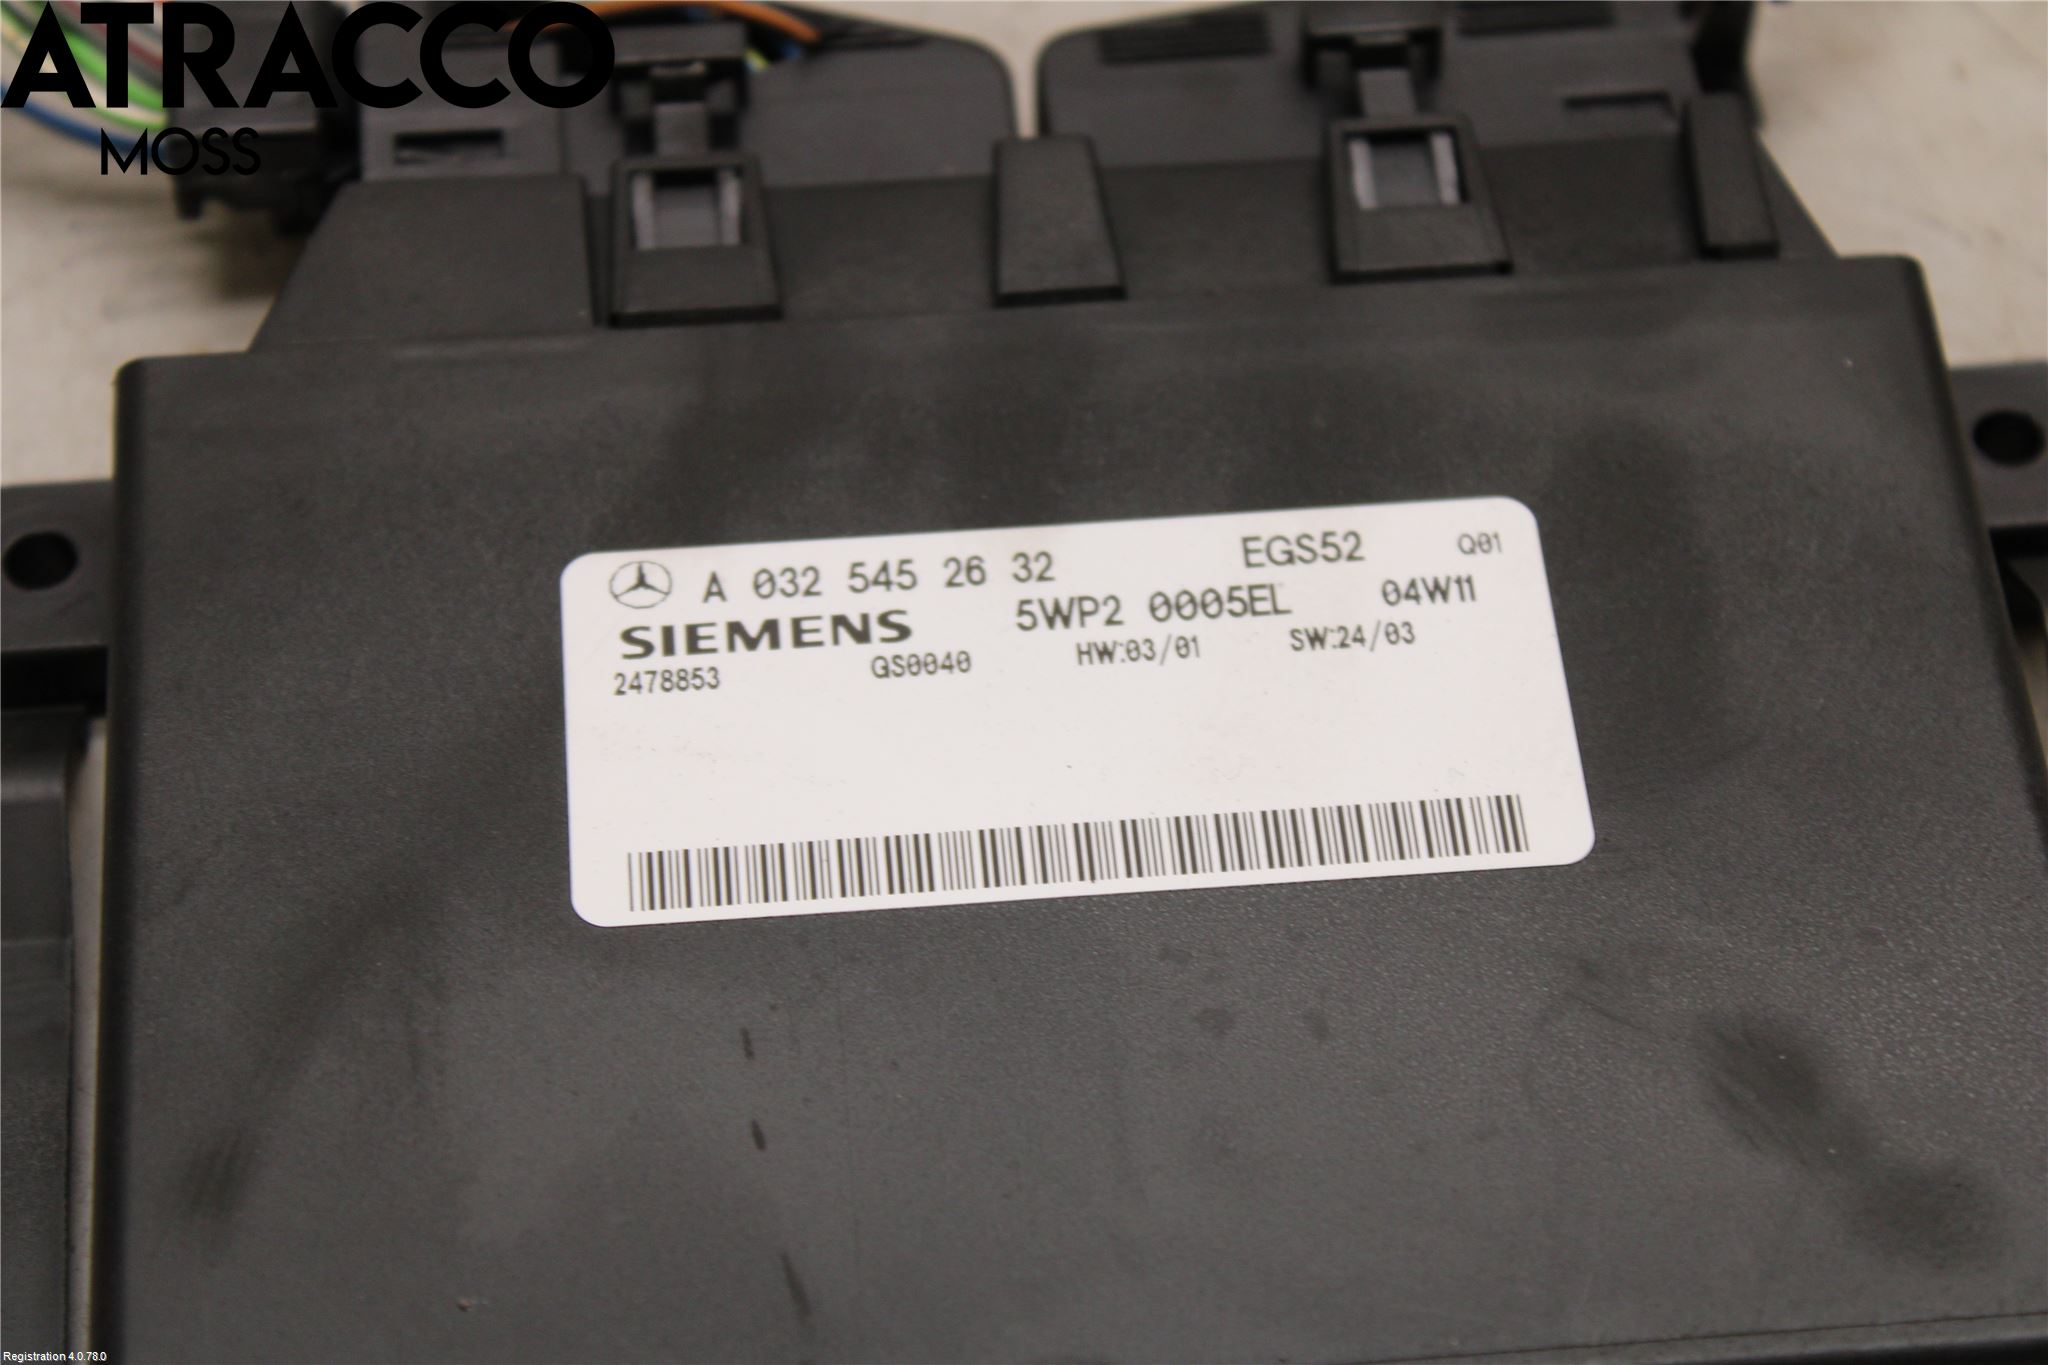 ATRACCO
MOSS
A 032 545 26 32 EGS52 Q01
SIEMENS 5WP2 0005EL 04W11
2478853 GS0040 HW:03/01 SW:24/03
Registration 4.0.78.0